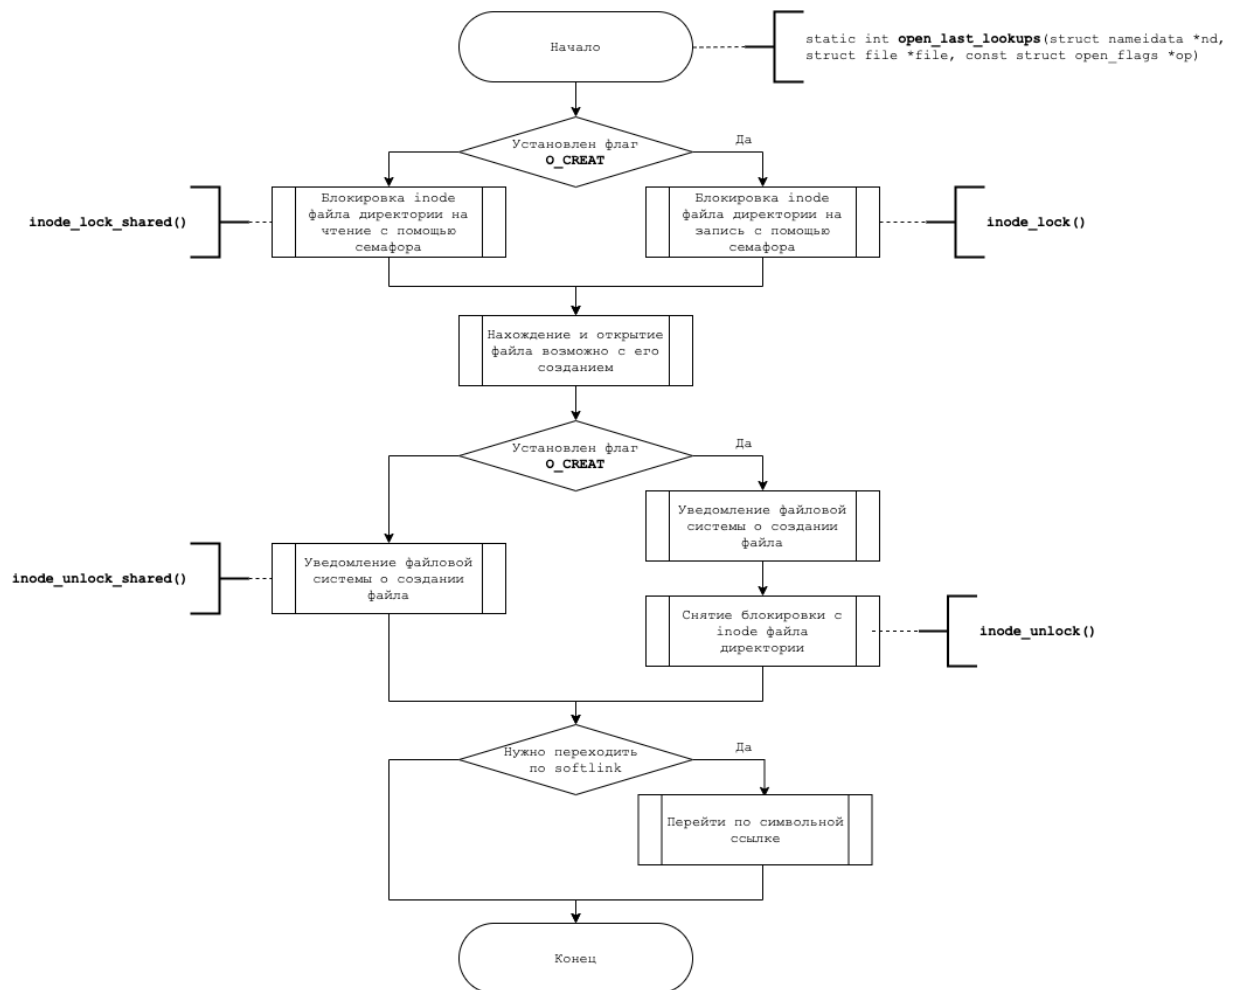 Начало
static int open_last_lookups(struct nameidata *nd,
struct file *file, const struct open_flags *op)
Установлен флаг
O_CREAT
Да
inode_lock_shared()
Блокировка inode
файла директории на
чтение с помощью
семафора
Блокировка inode
файла директории на
запись с помощью
семафора
inode_lock()
Нахождение и открытие
файла возможно с его
созданием
Установлен флаг
O_CREAT
Да
Уведомление файловой
системы о создании
файла
inode_unlock_shared()
Уведомление файловой
системы о создании
файла
Снятие блокировки с
inode файла
директории
inode_unlock()
Нужно переходить
по softlink
Да
Перейти по символьной
ссылке
Конец